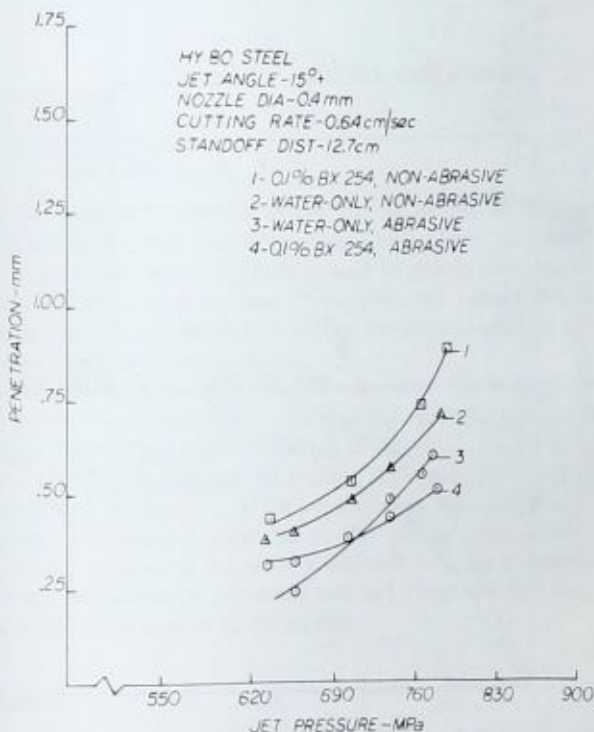 1.75
1.50
1.25
1.00
.75
.50
.25
PENETRATION-mm
HY 80 STEEL
JET ANGLE-15°+
NOZZLE DIA-0.4mm
CUTTING RATE-0.64cm/sec
STANDOFF DIST-12.7cm
1-0.1% BX 254, NON-ABRASIVE
2-WATER-ONLY, NON-ABRASIVE
3-WATER-ONLY, ABRASIVE
4-0.1% BX 254, ABRASIVE
1
2
3
4
550 620 690 760 830 900
JET PRESSURE-MPa